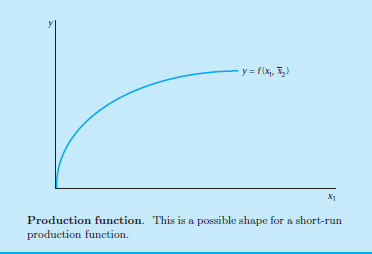 y
y = f(x₁, x̅₂)
x₁
Production function. This is a possible shape for a short-run
production function.